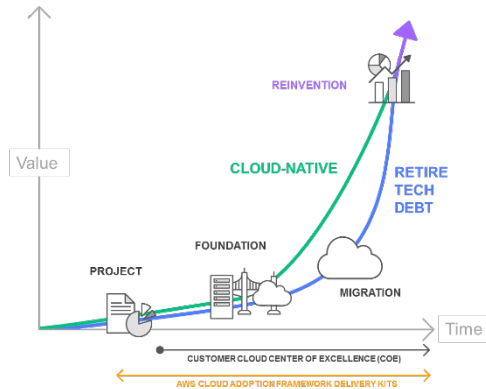 REINVENTION
Value
CLOUD-NATIVE
RETIRE
TECH
DEBT
FOUNDATION
PROJECT
MIGRATION
Time
CUSTOMER CLOUD CENTER OF EXCELLENCE (COE)
AWS CLOUD ADOPTION FRAMEWORK DELIVERY KITS